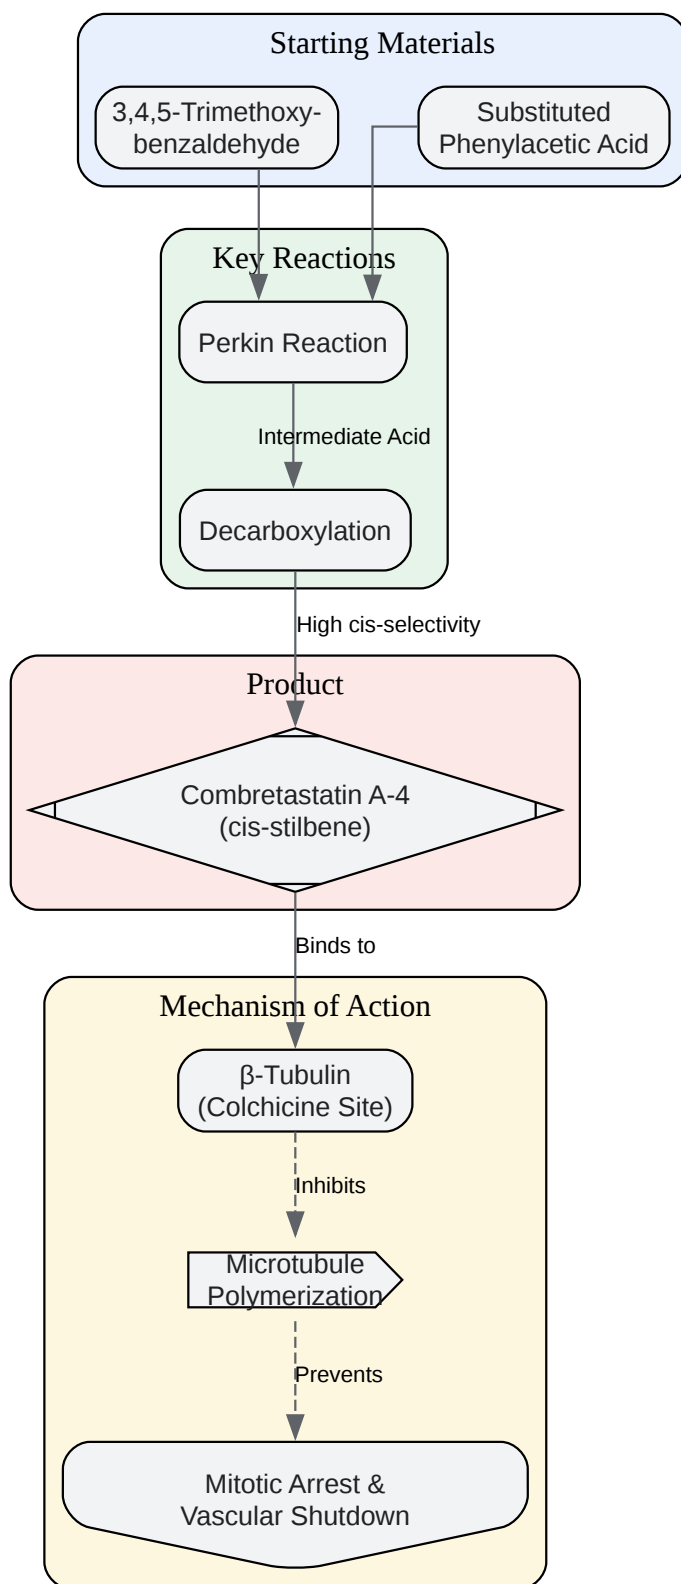 Starting Materials
3,4,5-Trimethoxy-
benzaldehyde
Substituted
Phenylacetic Acid
Key Reactions
Perkin Reaction
Intermediate Acid
Decarboxylation
High cis-selectivity
Product
Combretastatin A-4
(cis-stilbene)
Binds to
Mechanism of Action
β-Tubulin
(Colchicine Site)
Inhibits
Microtubule
Polymerization
Prevents
Mitotic Arrest &
Vascular Shutdown